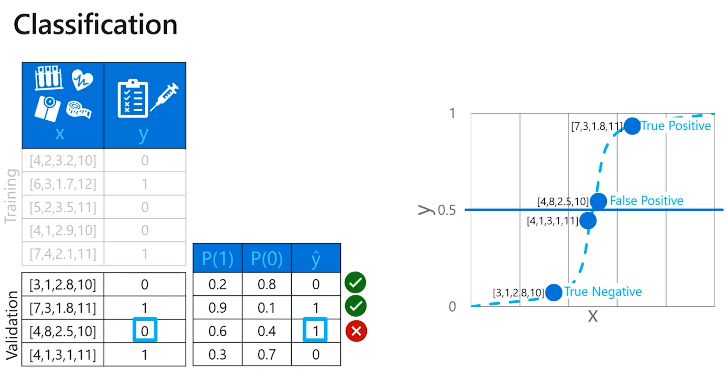 Classification
x y
Training
[4,2,3.2,10] 0
[6,3,1.7,12] 1
[5,2,3.5,11] 0
[4,1,2.9,10] 0
[7,4,2.1,11] 1
P(1) P(0) ŷ
Validation
[3,1,2.8,10] 0 0.2 0.8 0
[7,3,1.8,11] 1 0.9 0.1 1
[4,8,2.5,10] 0 0.6 0.4 1
[4,1,3,1,11] 1 0.3 0.7 0
1
[7,3,1.8,11] True Positive
[4,8,2.5,10] False Positive
y 0.5
[4,1,3,1,11]
[3,1,2.8,10] True Negative
0
x